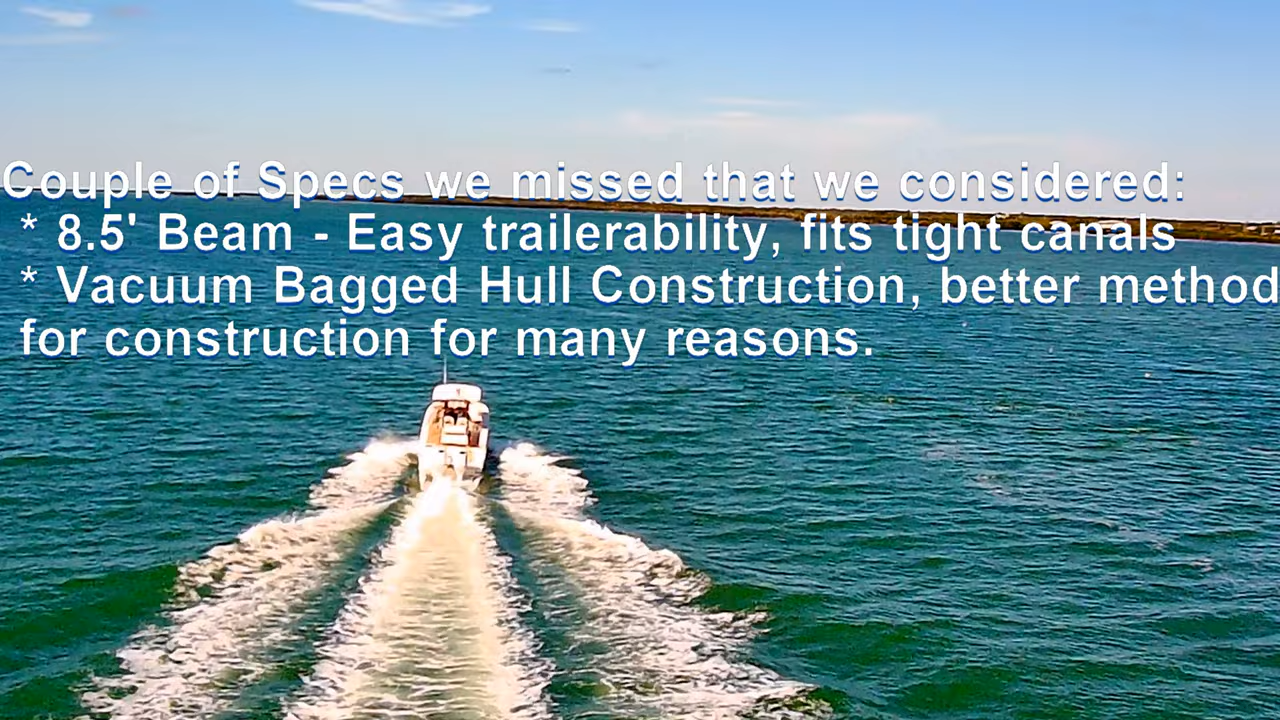 Couple of Specs we missed that we considered:
* 8.5' Beam - Easy trailerability, fits tight canals
* Vacuum Bagged Hull Construction, better method
for construction for many reasons.